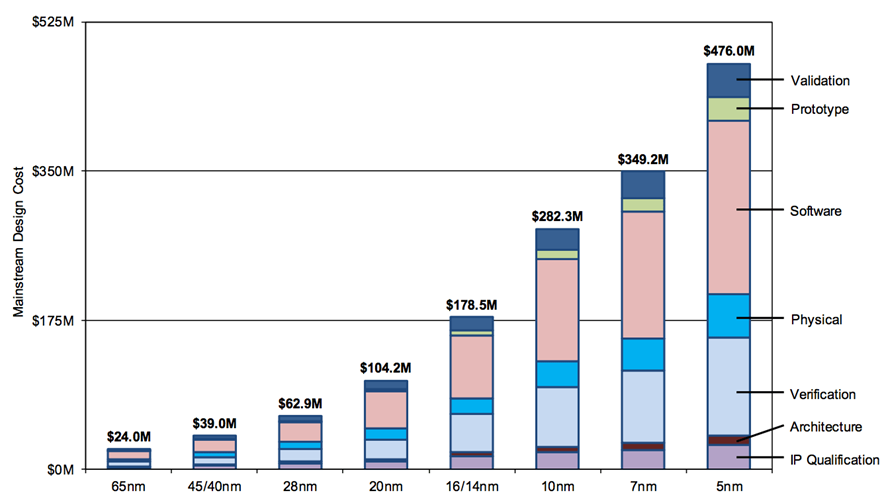 $525M
$476.0M
Validation
Prototype
$349.2M
$350M
$282.3M
Software
Mainstream Design Cost
$178.5M
$175M
Physical
$104.2M
$62.9M
Verification
$39.0M
$24.0M
Architecture
IP Qualification
$0M
65nm 45/40nm 28nm 20nm 16/14nm 10nm 7nm 5nm